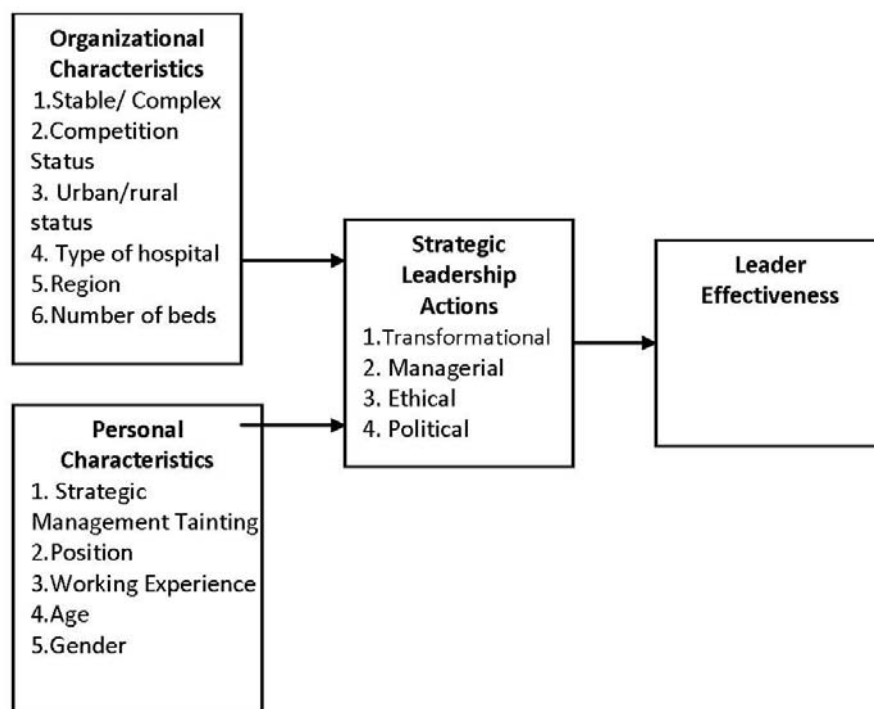 Organizational
Characteristics
1.Stable/ Complex
2.Competition
Status
3. Urban/rural
status
4. Type of hospital
5.Region
6.Number of beds
Personal
Characteristics
1. Strategic
Management Tainting
2.Position
3.Working Experience
4.Age
5.Gender
Strategic
Leadership
Actions
1.Transformational
2. Managerial
3. Ethical
4. Political
Leader
Effectiveness